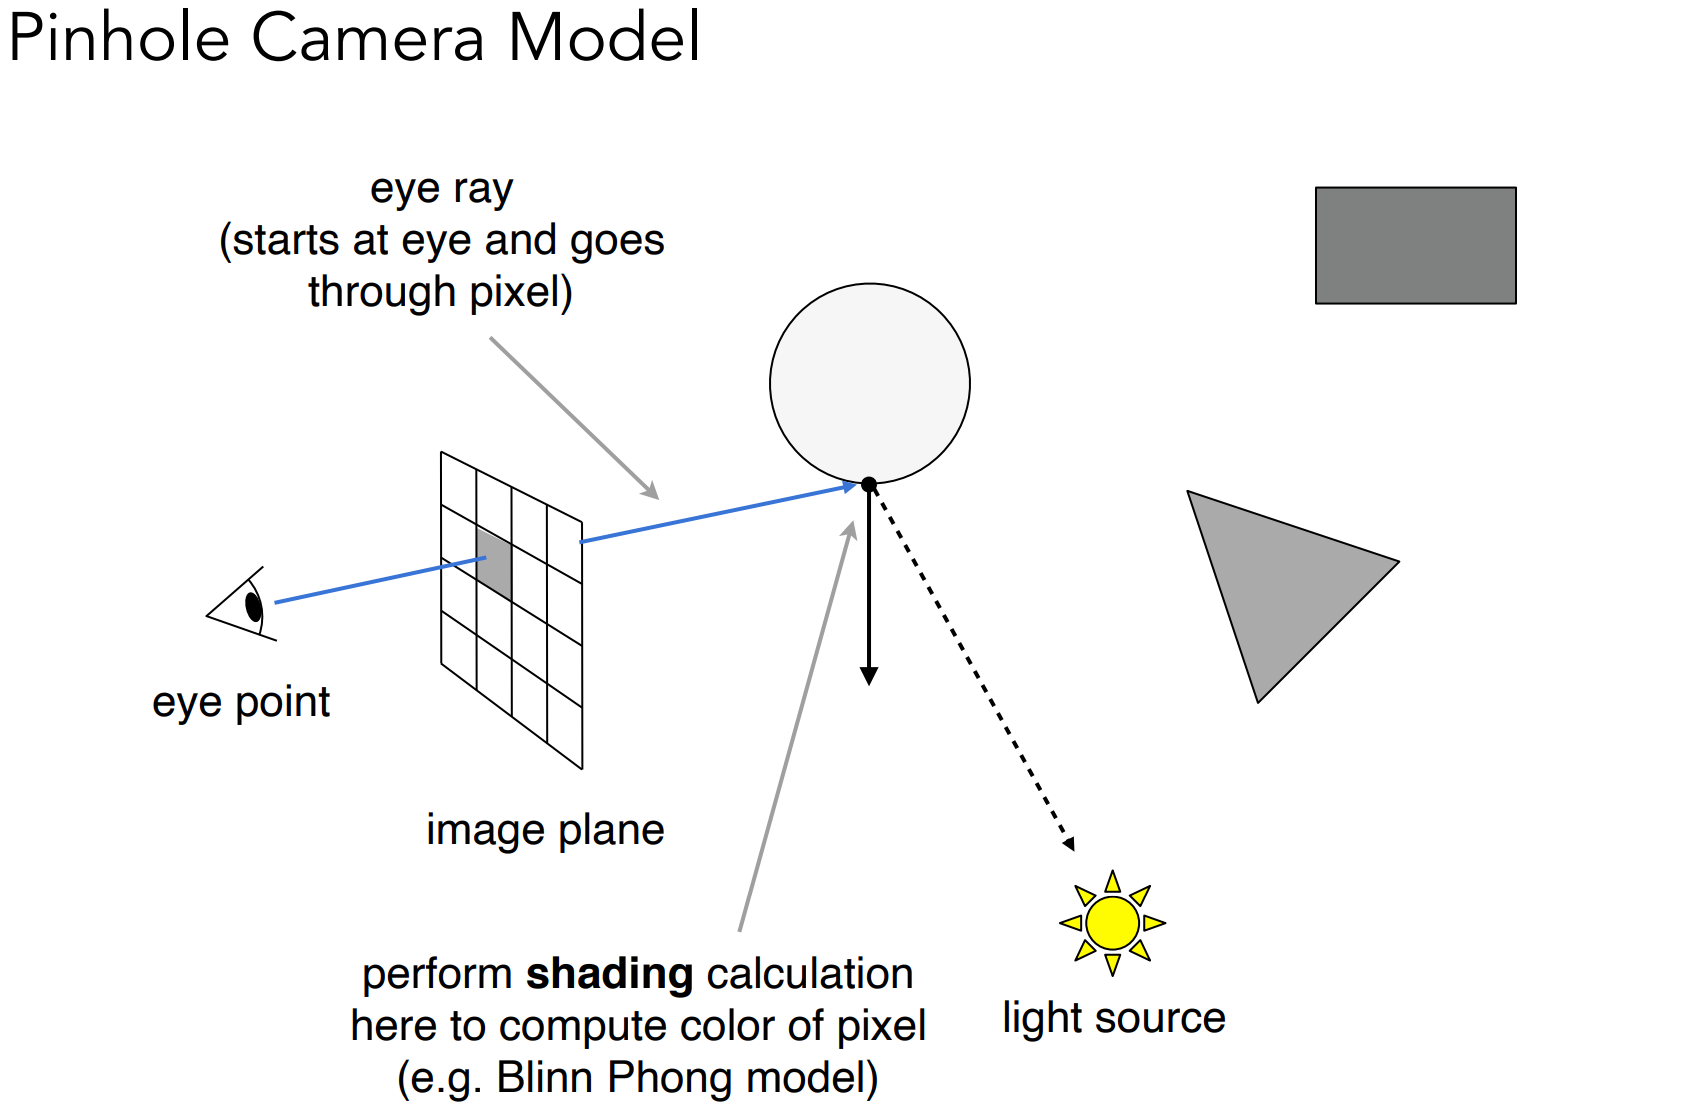 Pinhole Camera Model
eye ray
(starts at eye and goes
through pixel)
eye point
image plane
perform shading calculation
here to compute color of pixel
(e.g. Blinn Phong model)
light source